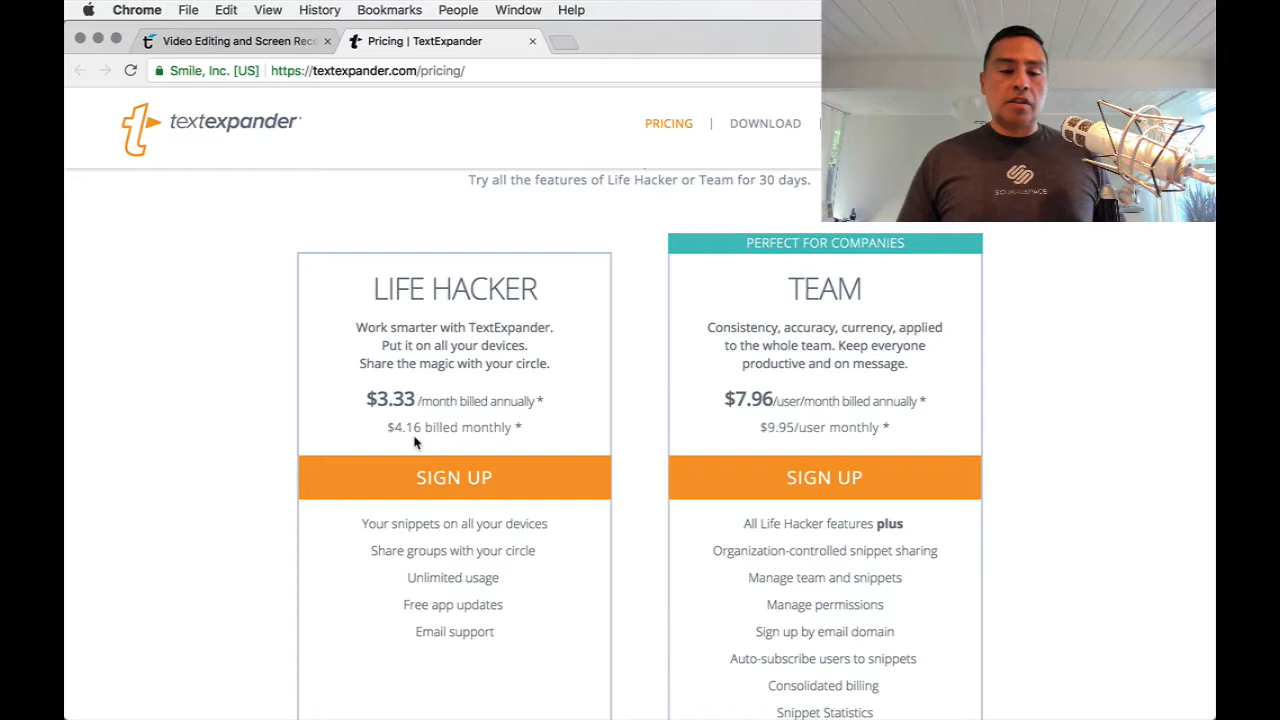 Chrome File Edit View History Bookmarks People Window Help
Video Editing and Screen Reco
Pricing | TextExpander
Smile, Inc. [US] https://textexpander.com/pricing/
textexpander
PRICING | DOWNLOAD |
Try all the features of Life Hacker or Team for 30 days.
LIFE HACKER
Work smarter with TextExpander.
Put it on all your devices.
Share the magic with your circle.
$3.33 /month billed annually *
$4.16 billed monthly *
SIGN UP
Your snippets on all your devices
Share groups with your circle
Unlimited usage
Free app updates
Email support
PERFECT FOR COMPANIES
TEAM
Consistency, accuracy, currency, applied
to the whole team. Keep everyone
productive and on message.
$7.96/user/month billed annually *
$9.95/user monthly *
SIGN UP
All Life Hacker features plus
Organization-controlled snippet sharing
Manage team and snippets
Manage permissions
Sign up by email domain
Auto-subscribe users to snippets
Consolidated billing
Snippet Statistics
SQUARESPACE